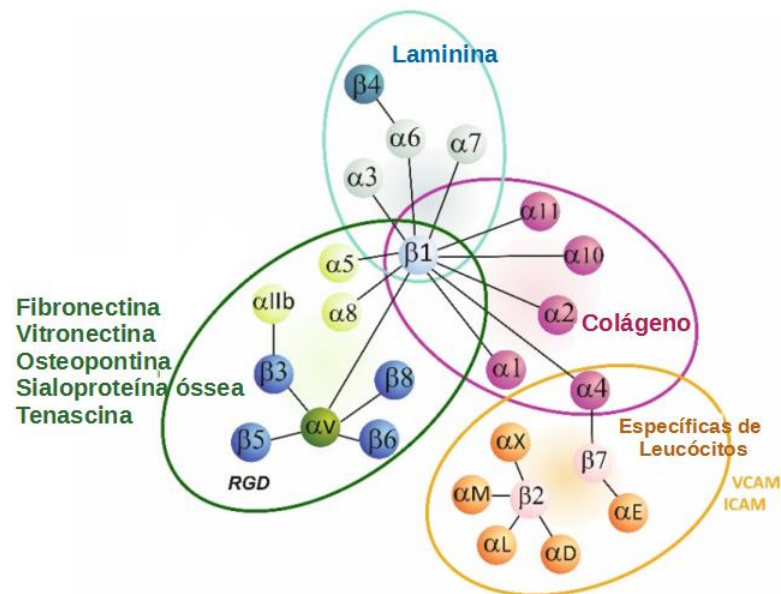 Laminina
β4
α6
α7
α3
α11
β1
α5
α10
αIIb
α8
α2
Colágeno
Fibronectina
Vitronectina
Osteopontina
Sialoproteína óssea
Tenascina
β3
β8
α1
α4
αv
β5
β6
RGD
Específicas de
Leucócitos
αX
β7
VCAM
ICAM
αM
β2
αE
αL
αD